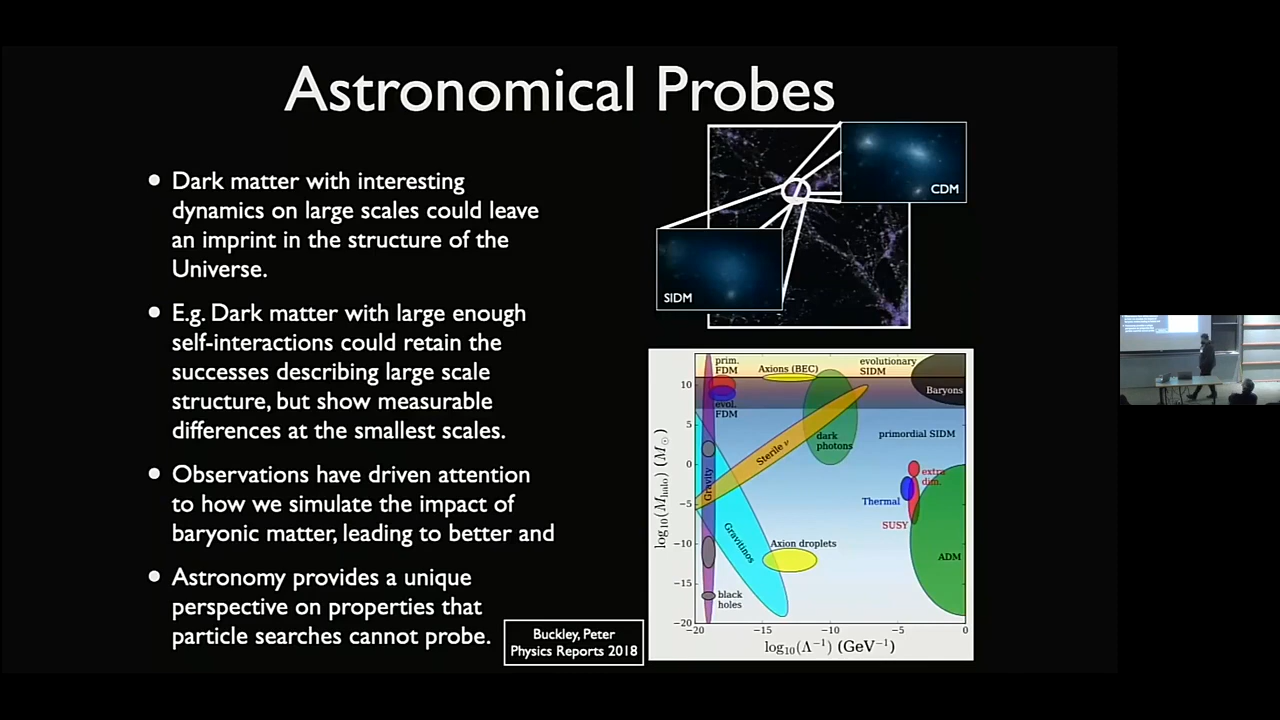 Astronomical Probes
Dark matter with interesting
dynamics on large scales could leave
an imprint in the structure of the
Universe.
E.g. Dark matter with large enough
self-interactions could retain the
successes describing large scale
structure, but show measurable
differences at the smallest scales.
Observations have driven attention
to how we simulate the impact of
baryonic matter, leading to better and
Astronomy provides a unique
perspective on properties that
particle searches cannot probe.
CDM
SIDM
prim.
FDM
Axions (BEC)
evolutionary
SIDM
Baryons
evol.
FDM
dark
photons
primordial SIDM
Sterile ν
Gravity
extra
dim.
Thermal
SUSY
Gravitinos
Axion droplets
ADM
black
holes
10
5
0
−5
−10
−15
−20
−20
−15
−10
−5
0
log₁₀(M_halo) (M_⊙)
log₁₀(Λ⁻¹) (GeV⁻¹)
Buckley, Peter
Physics Reports 2018